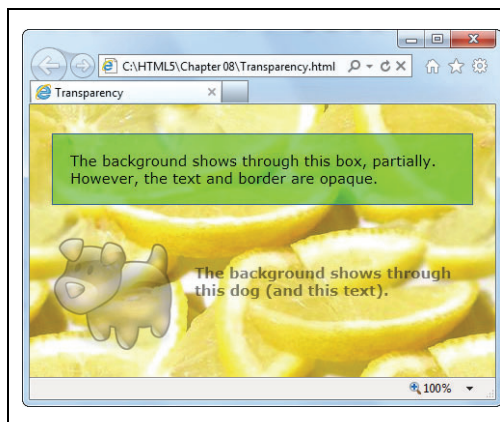 C:\HTML5\Chapter 08\Transparency.html
Transparency
The background shows through this box, partially.
However, the text and border are opaque.
The background shows through
this dog (and this text).
100%